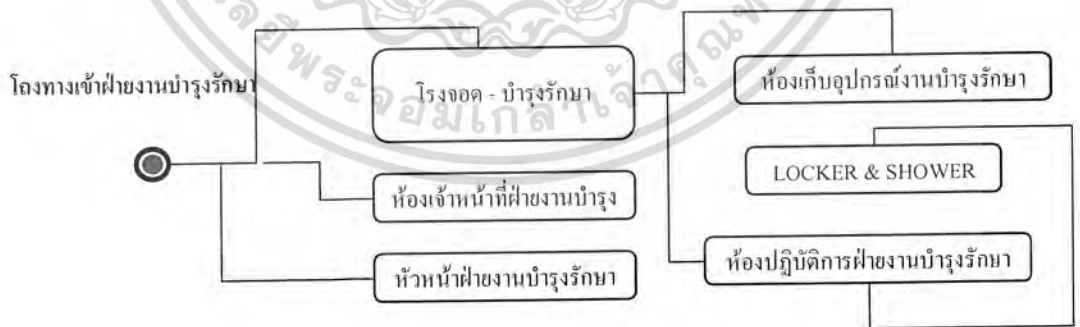 โถงทางเข้าฝ่ายงานบำรุงรักษา
โรงจอด - บำรุงรักษา
ห้องเก็บอุปกรณ์งานบำรุงรักษา
LOCKER & SHOWER
ห้องเจ้าหน้าที่ฝ่ายงานบำรุง
ห้องปฏิบัติการฝ่ายงานบำรุงรักษา
หัวหน้าฝ่ายงานบำรุงรักษา